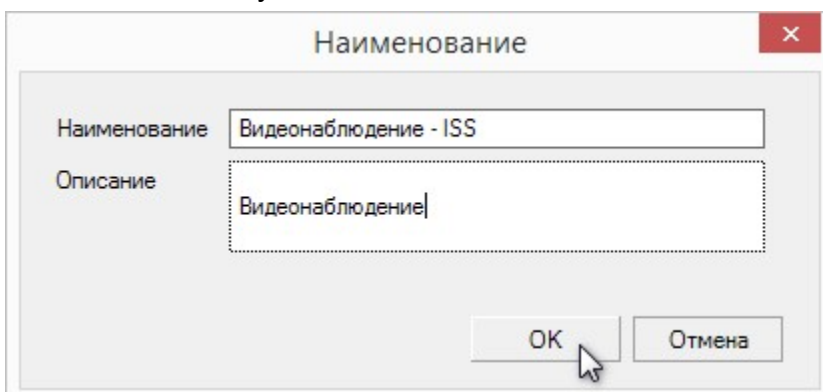 Наименование
Наименование Видеонаблюдение - ISS
Описание
Видеонаблюдение
OK Отмена